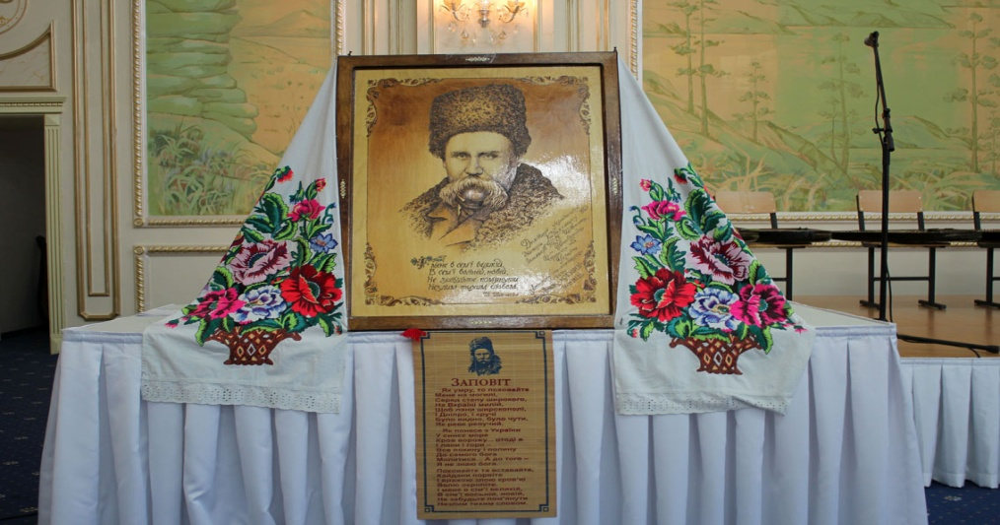 мене в сем'ї великій,
В сем'ї вольній, новій,
Не забудьте пом'янути
Незлим тихим словом.
ЗАПОВІТ
Як умру, то поховайте
Мене на могилі,
Серед степу широкого,
На Вкраїні милій,
Щоб лани широкополі,
І Дніпро, і кручі
Було видно, було чути,
Як реве ревучий.
Як понесе з України
У синєє море
Кров ворожу... отоді я
І лани і гори –
Все покину і полину
До самого бога
Молитися... А до того –
Я не знаю бога.
Поховайте та вставайте,
Кайдани порвіте
І вражою злою кров'ю
Волю окропіте.
І мене в сім'ї великій,
В сім'ї вольній, новій,
Не забудьте пом'янути
Незлим тихим словом.